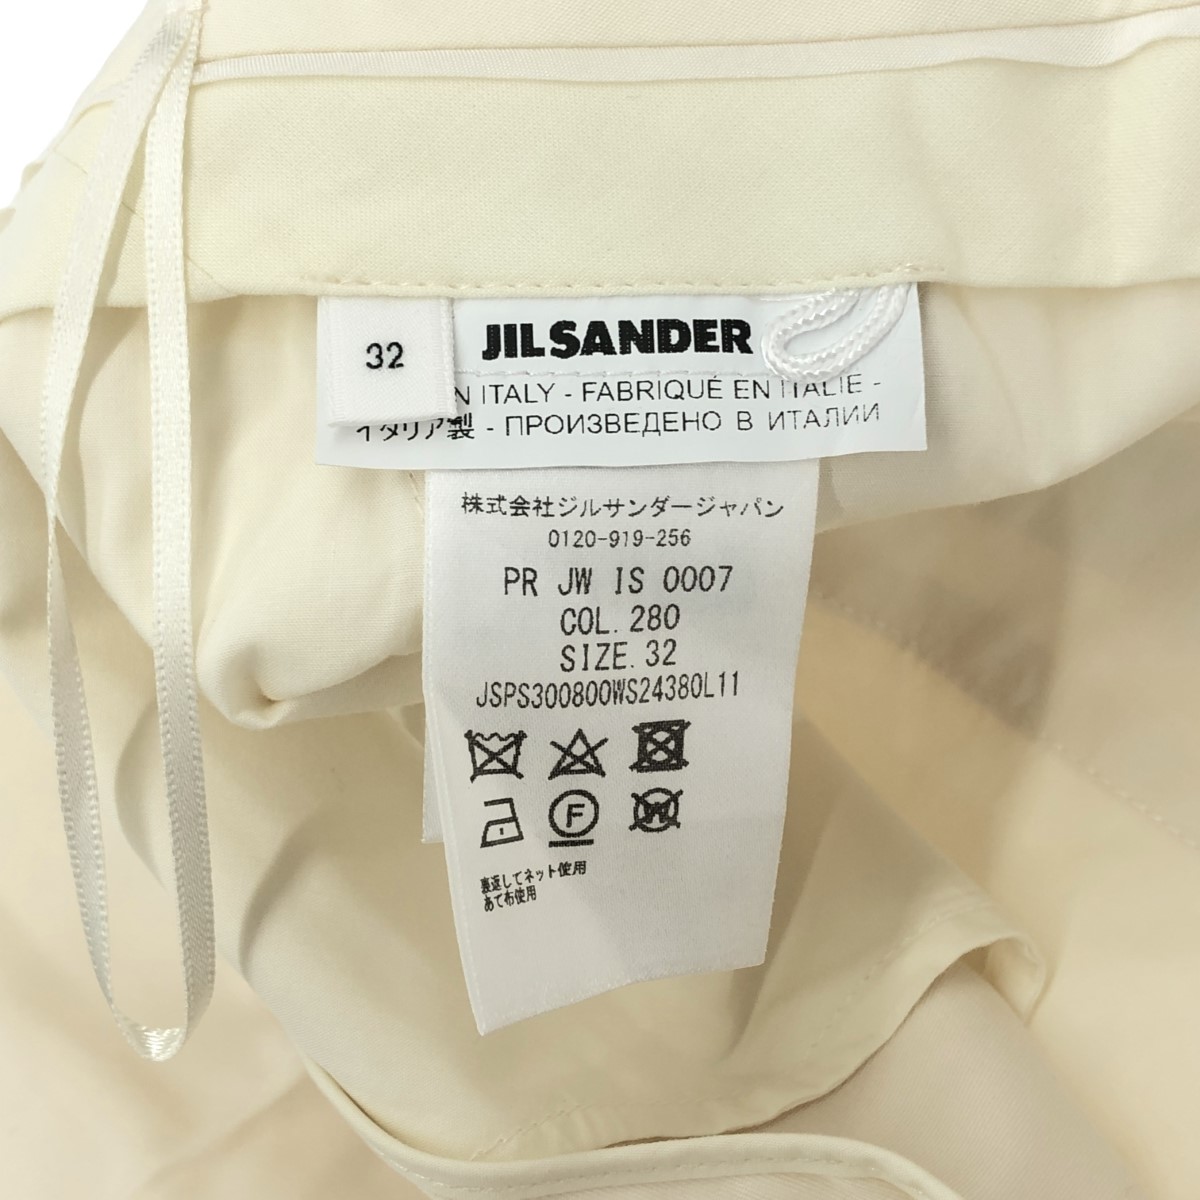 32
JIL SANDER
ITALY - FABRIQUÉ EN ITALIE -
イタリア製 - ПРОИЗВЕДЕНО В ИТАЛИИ
株式会社ジルサンダージャパン
0120-919-256
PR JW IS 0007
COL. 280
SIZE. 32
JSPS300800WS24380L11
F
W
裏返してネット使用
あて布使用